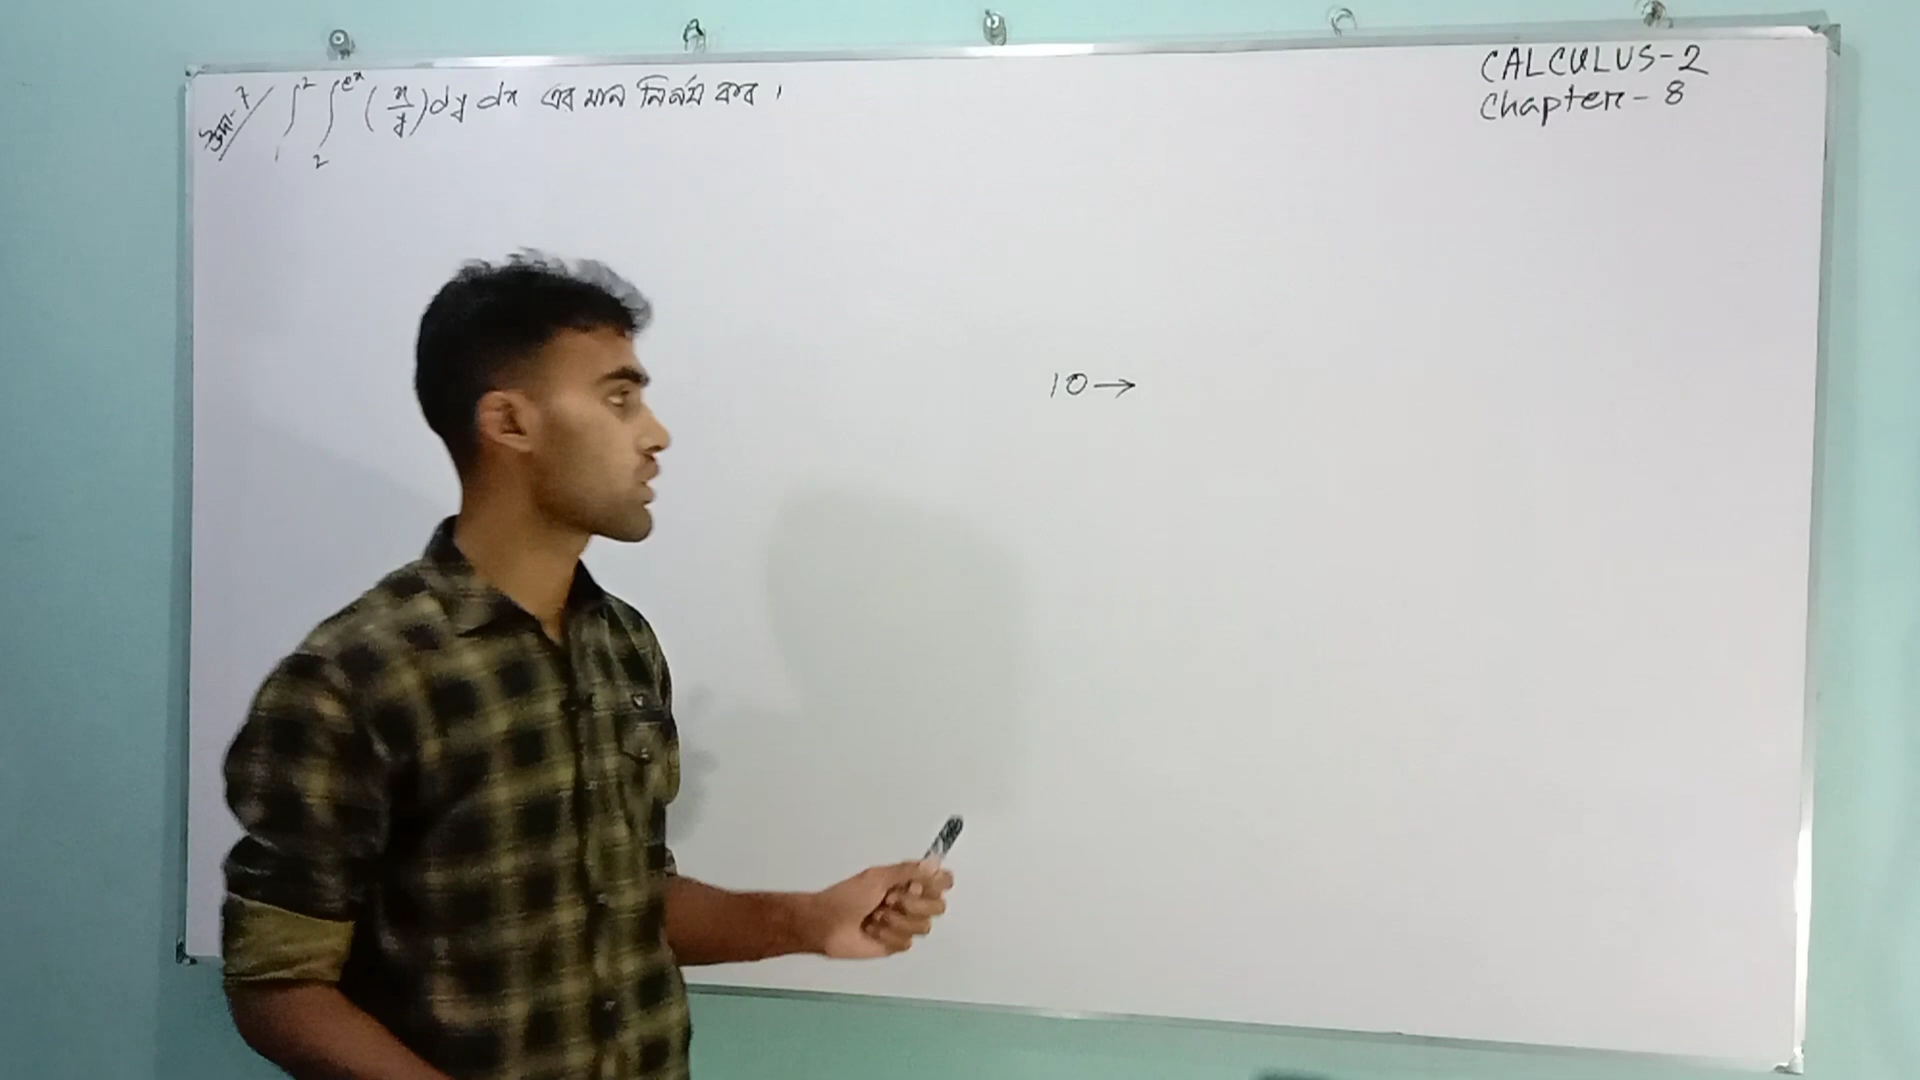 উদা-7 ∫₁² ∫₂^(eˣ) (x/y) dy dx এর মান নির্ণয় কর ।
CALCULUS-2
Chapter-8
10→